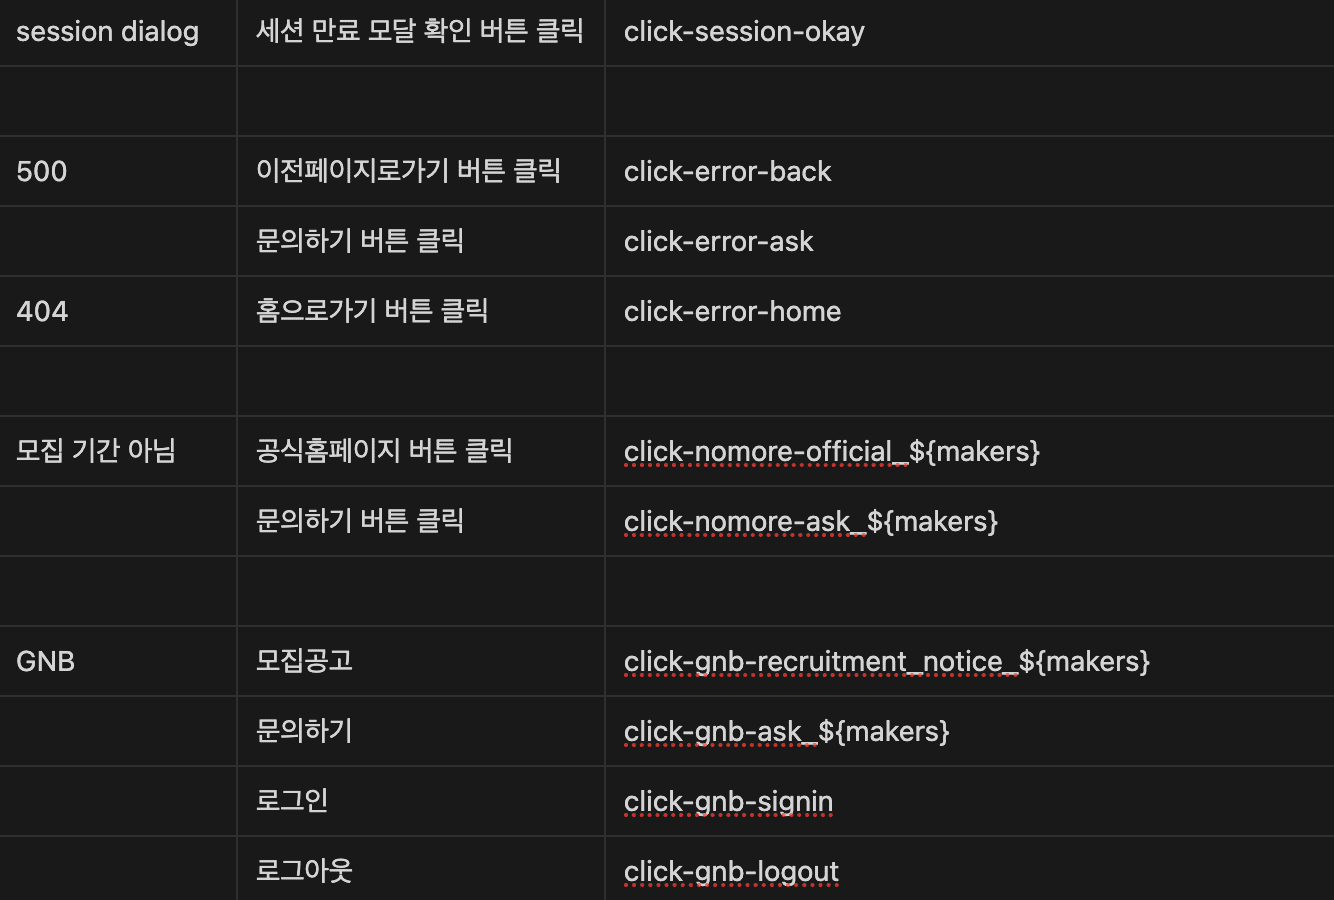 session dialog 세션 만료 모달 확인 버튼 클릭 click-session-okay
500 이전페이지로가기 버튼 클릭 click-error-back
문의하기 버튼 클릭 click-error-ask
404 홈으로가기 버튼 클릭 click-error-home
모집 기간 아님 공식홈페이지 버튼 클릭 click-nomore-official_${makers}
문의하기 버튼 클릭 click-nomore-ask_${makers}
GNB 모집공고 click-gnb-recruitment_notice_${makers}
문의하기 click-gnb-ask_${makers}
로그인 click-gnb-signin
로그아웃 click-gnb-logout